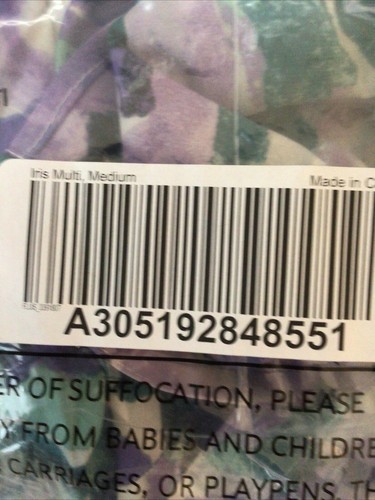 Iris Multi, Medium
Made in C
A305192848551
ER OF SUFFOCATION, PLEASE
Y FROM BABIES AND CHILDRE
CARRIAGES, OR PLAYPENS, TH